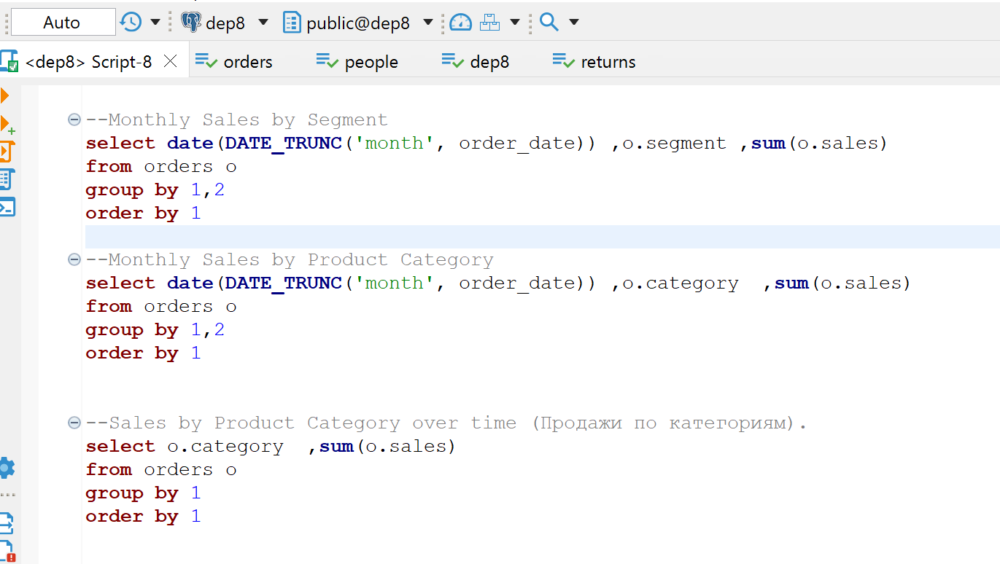 Auto dep8 public@dep8
<dep8> Script-8 orders people dep8 returns
--Monthly Sales by Segment
select date(DATE_TRUNC('month', order_date)) ,o.segment ,sum(o.sales)
from orders o
group by 1,2
order by 1
--Monthly Sales by Product Category
select date(DATE_TRUNC('month', order_date)) ,o.category  ,sum(o.sales)
from orders o
group by 1,2
order by 1
--Sales by Product Category over time (Продажи по категориям).
select o.category  ,sum(o.sales)
from orders o
group by 1
order by 1